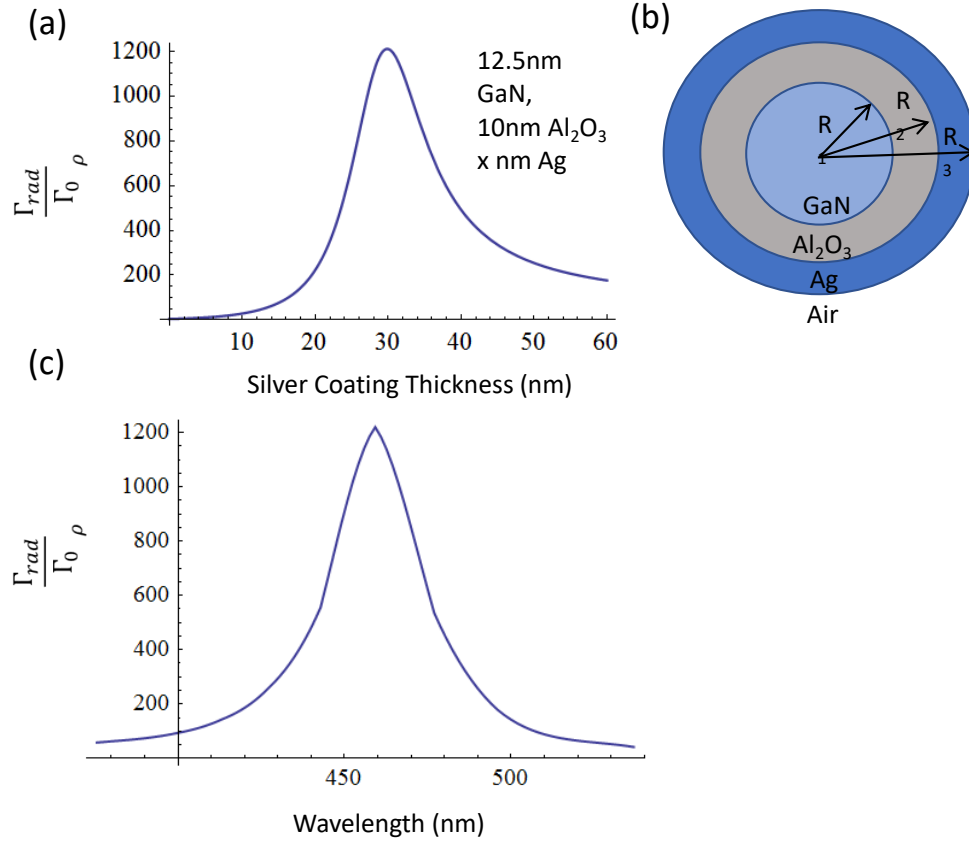 (a)
1200
1000
800
600
400
200
10
20
30
40
50
60
12.5nm
GaN,
10nm Al₂O₃
x nm Ag
Γrad
Γ0
ρ
Silver Coating Thickness (nm)
(b)
R
1
R
2
R
3
GaN
Al₂O₃
Ag
Air
(c)
1200
1000
800
600
400
200
450
500
Γrad
Γ0
ρ
Wavelength (nm)